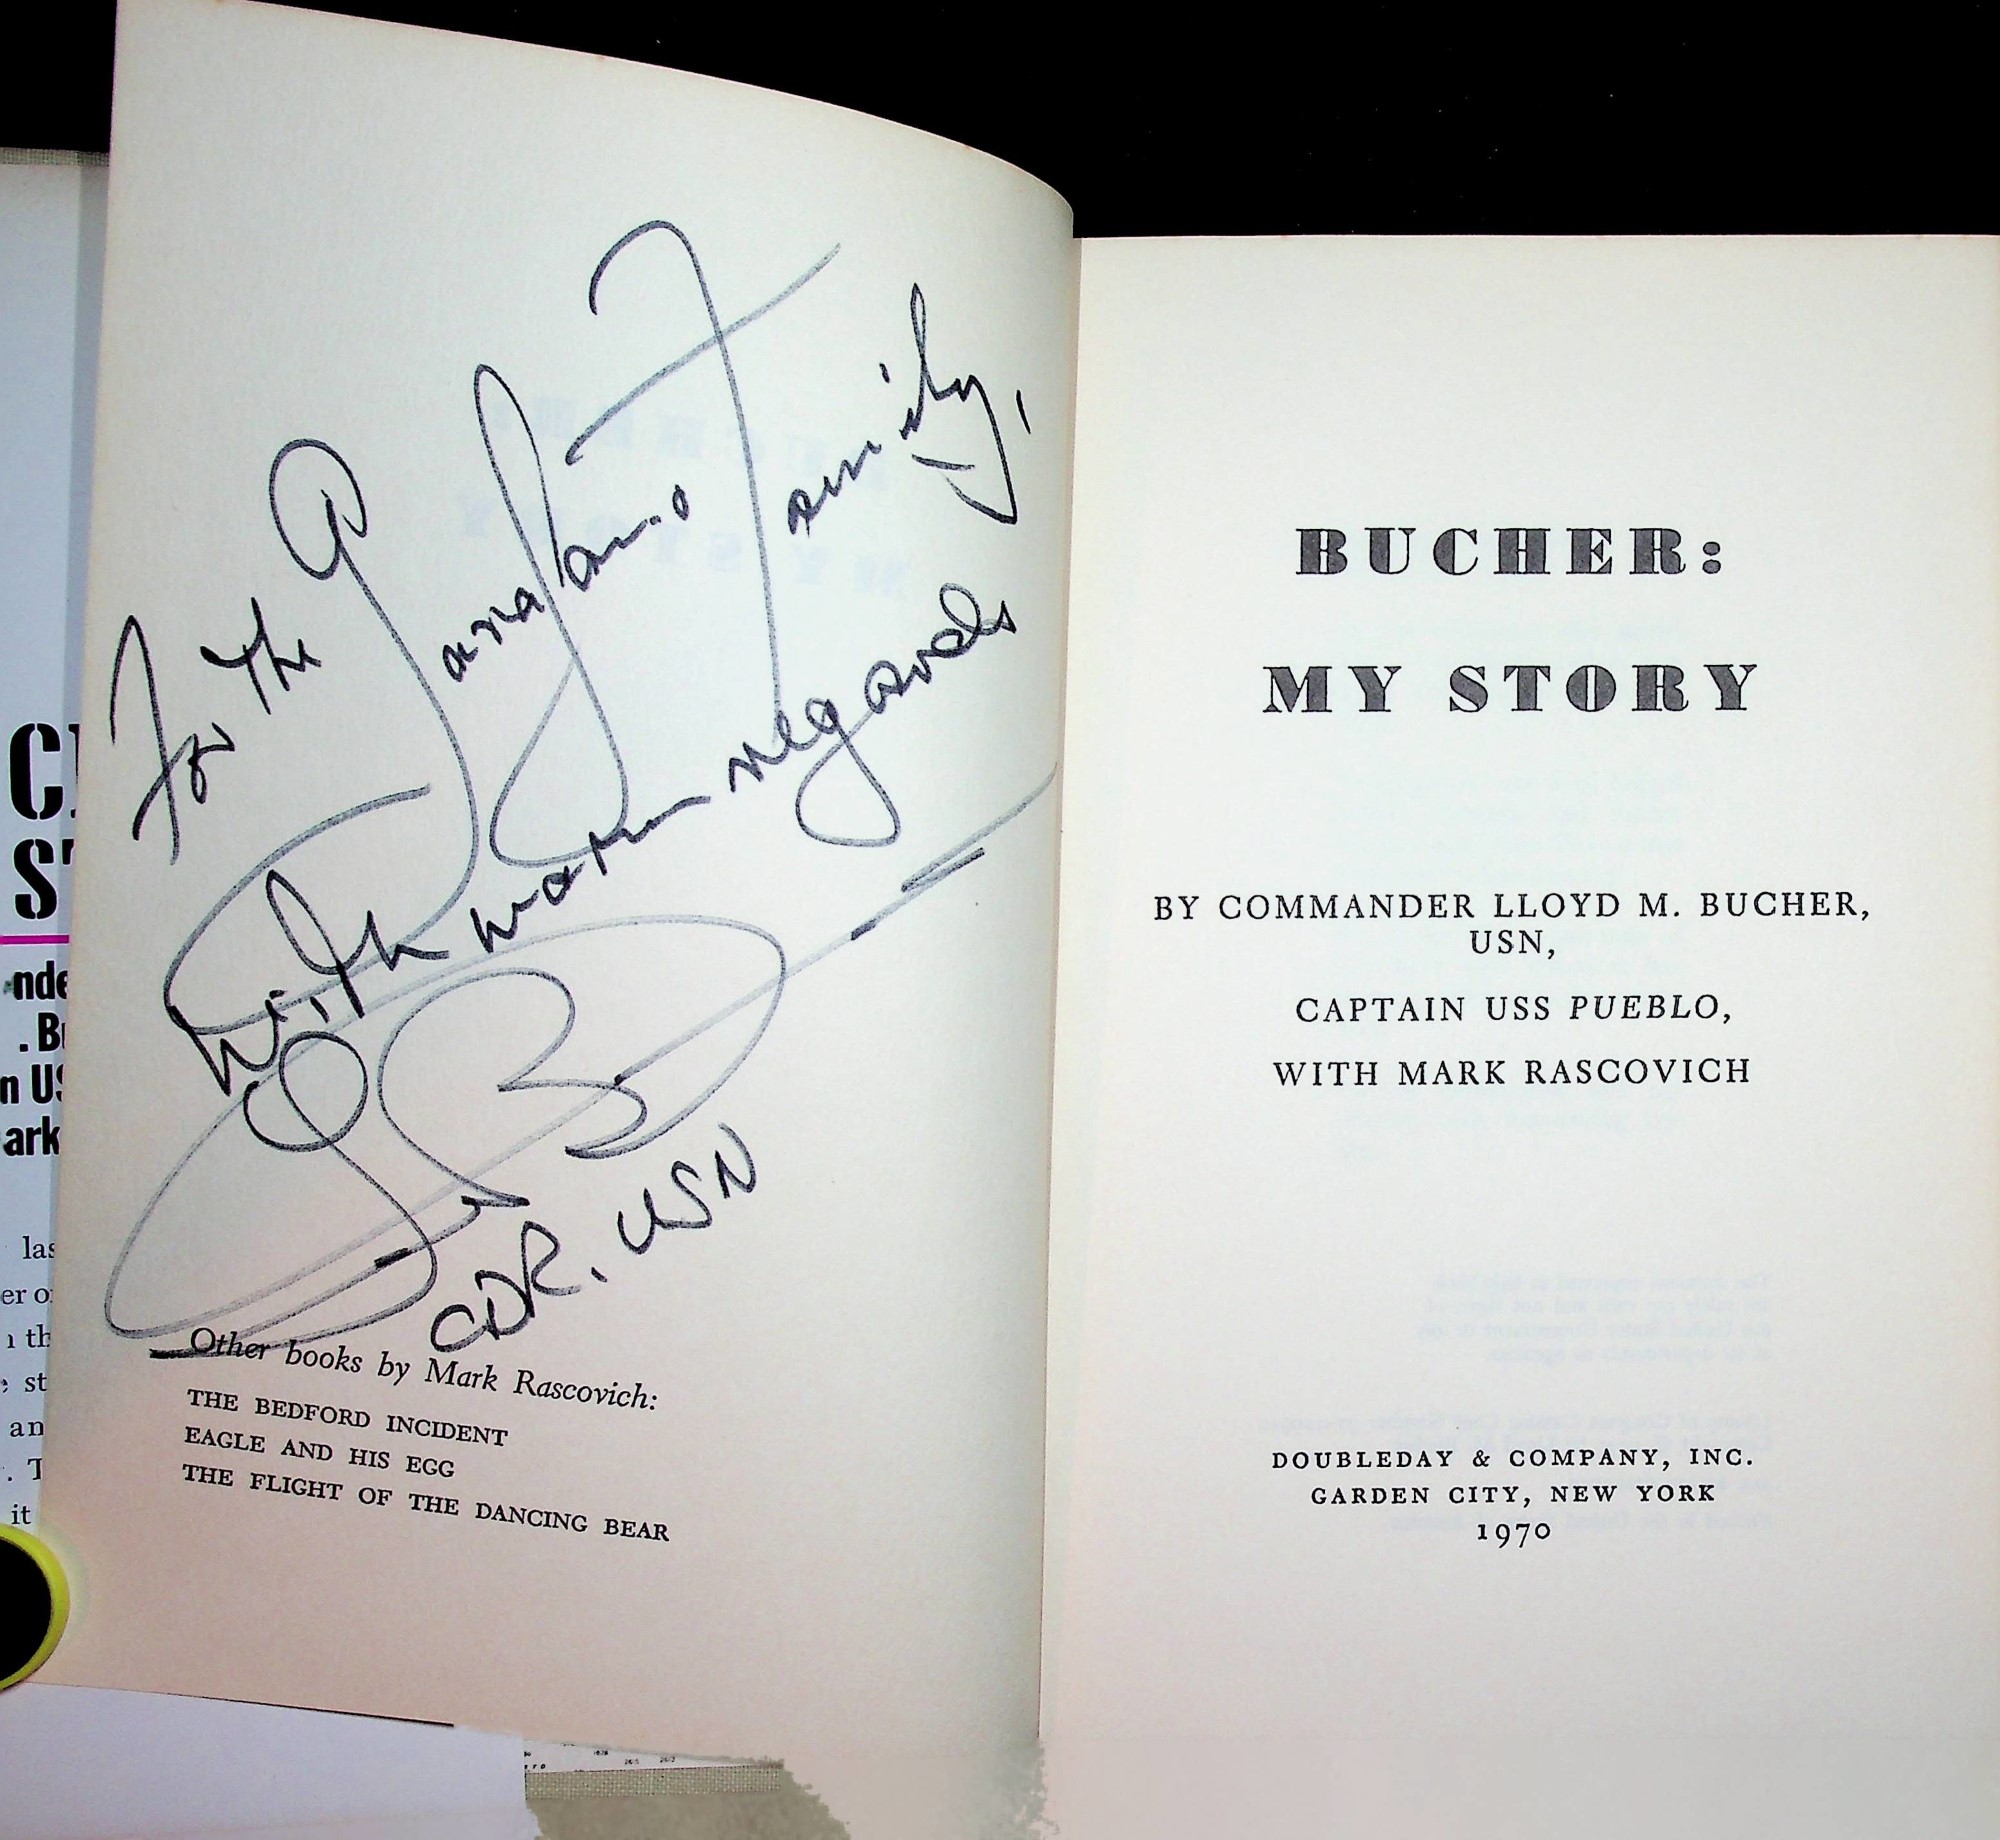 For The
Family,
With warm regards
CDR. USN
Other books by Mark Rascovich:
THE BEDFORD INCIDENT
EAGLE AND HIS EGG
THE FLIGHT OF THE DANCING BEAR
BUCHER:
MY STORY
BY COMMANDER LLOYD M. BUCHER,
USN,
CAPTAIN USS PUEBLO,
WITH MARK RASCOVICH
DOUBLEDAY & COMPANY, INC.
GARDEN CITY, NEW YORK
1970